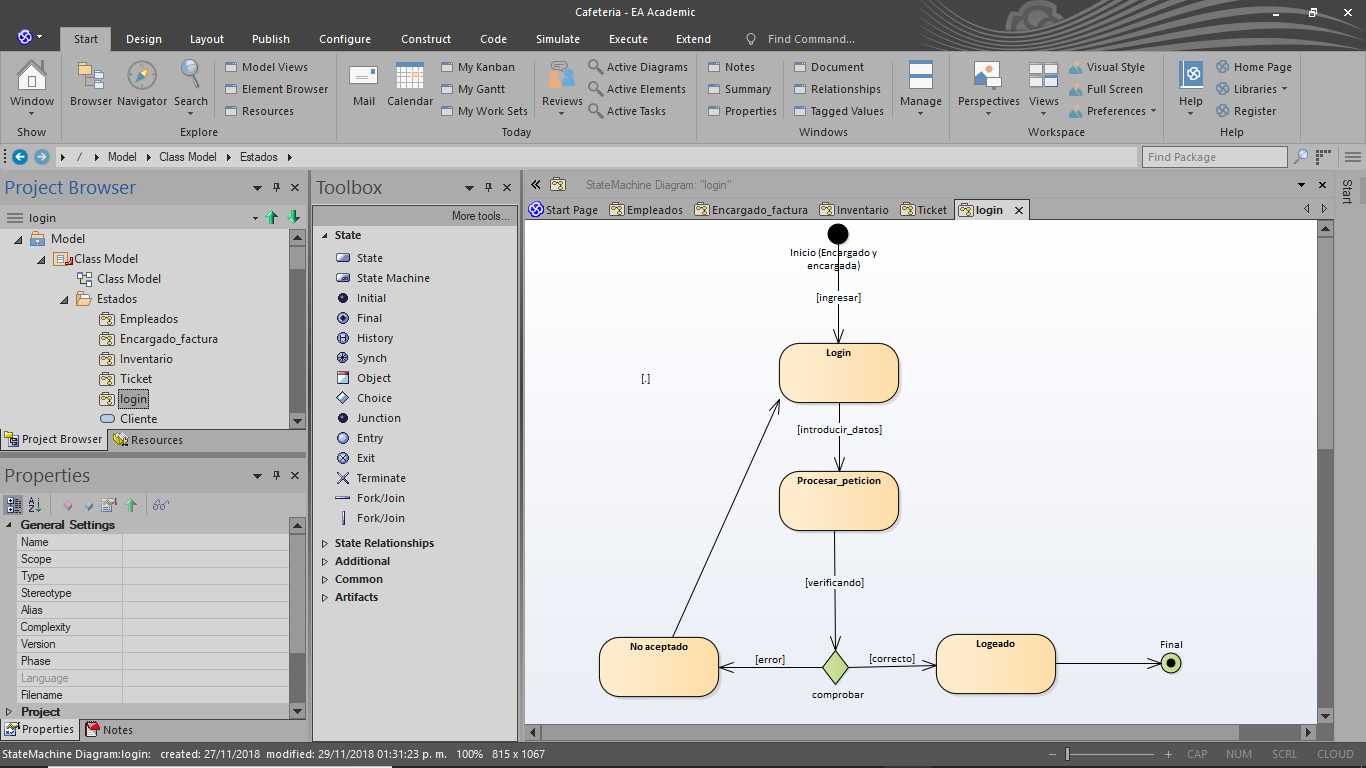 Cafeteria - EA Academic
Start Design Layout Publish Configure Construct Code Simulate Execute Extend Find Command...
Window
Show
Browser Navigator Search
Model Views
Element Browser
Resources
Explore
Mail Calendar
My Kanban
My Gantt
My Work Sets
Today
Reviews
Active Diagrams
Active Elements
Active Tasks
Notes
Summary
Properties
Document
Relationships
Tagged Values
Windows
Manage
Perspectives Views
Visual Style
Full Screen
Preferences
Workspace
Help
Home Page
Libraries
Register
Help
/ Model Class Model Estados
Find Package
Project Browser
login
Model
Class Model
Class Model
Estados
Empleados
Encargado_factura
Inventario
Ticket
login
Cliente
Project Browser Resources
Properties
General Settings
Name
Scope
Type
Stereotype
Alias
Complexity
Version
Phase
Language
Filename
Project
Properties Notes
Toolbox
More tools...
State
State
State Machine
Initial
Final
History
Synch
Object
Choice
Junction
Entry
Exit
Terminate
Fork/Join
Fork/Join
State Relationships
Additional
Common
Artifacts
StateMachine Diagram: "login"
Start Page Empleados Encargado_factura Inventario Ticket login
Start
Inicio (Encargado y
encargada)
[ingresar]
Login
[.]
[introducir_datos]
Procesar_peticion
[verificando]
No aceptado
[error]
comprobar
[correcto]
Logeado
Final
StateMachine Diagram:login: created: 27/11/2018 modified: 29/11/2018 01:31:23 p. m. 100% 815 x 1067
CAP NUM SCRL CLOUD